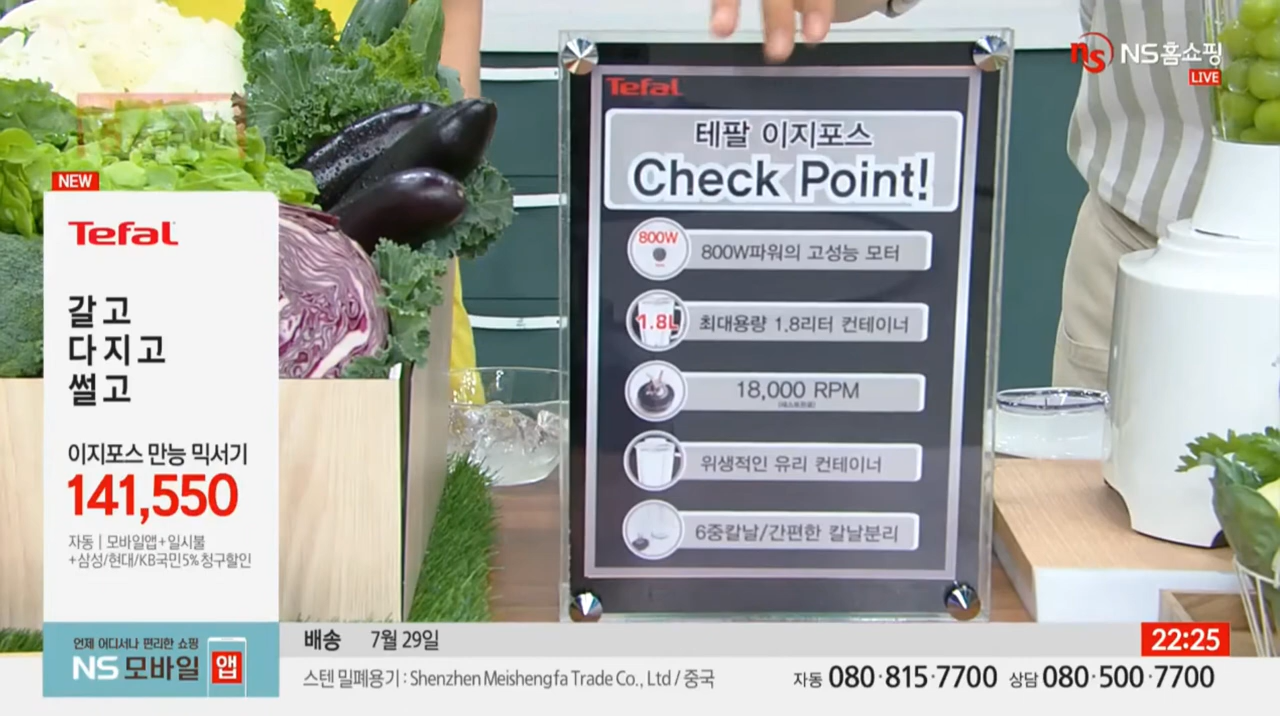 NS홈쇼핑
LIVE
NEW
Tefal
갈고
다지고
썰고
이지포스 만능 믹서기
141,550
자동 | 모바일앱+일시불
+삼성/현대/KB국민5%청구할인
언제 어디서나 편리한 쇼핑
NS 모바일 앱
Tefal
테팔 이지포스
Check Point!
800W
800W파워의 고성능 모터
1.8L
최대용량 1.8리터 컨테이너
18,000 RPM
위생적인 유리 컨테이너
6중칼날/간편한 칼날분리
배송 7월 29일
22:25
스텐 밀폐용기 : Shenzhen Meishengfa Trade Co., Ltd / 중국
자동 080·815·7700 상담 080·500·7700